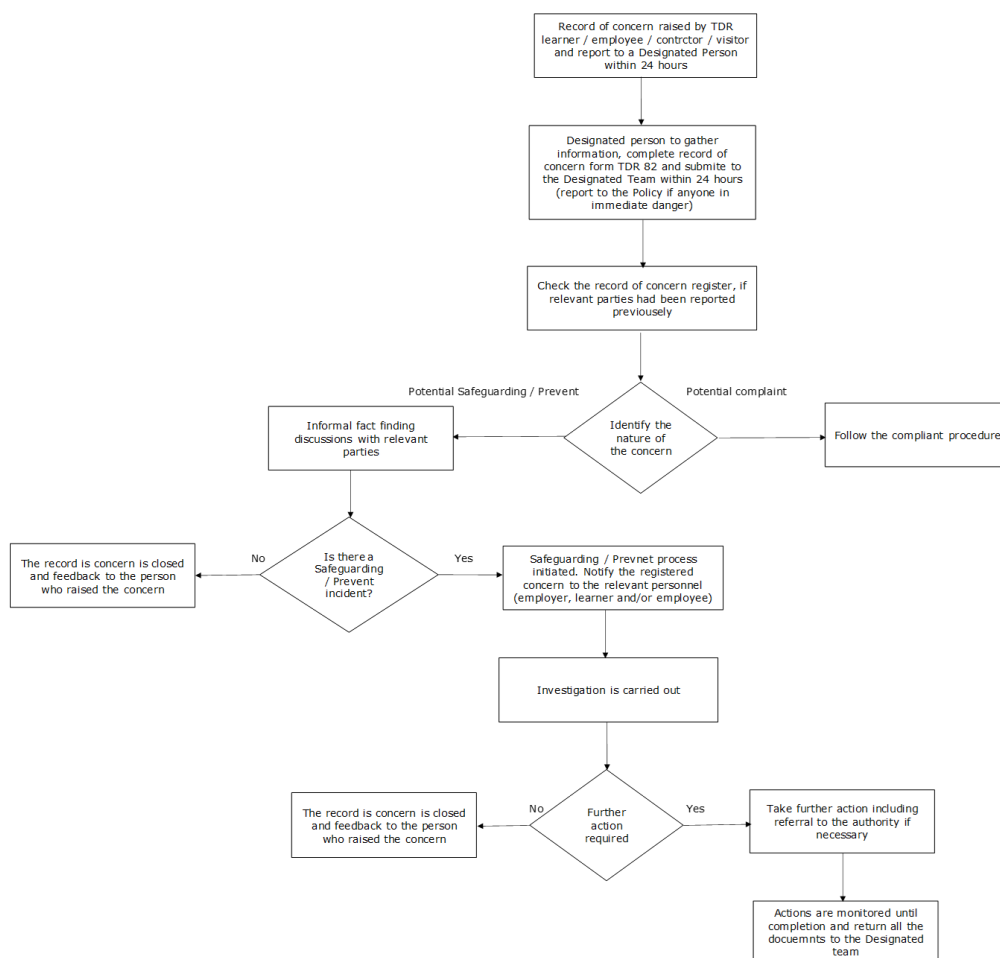 Record of concern raised by TDR
learner / employee / contrctor / visitor
and report to a Designated Person
within 24 hours
Designated person to gather
information, complete record of
concern form TDR 82 and submite to
the Designated Team within 24 hours
(report to the Policy if anyone in
immediate danger)
Check the record of concern register, if
relevant parties had been reported
previousely
Potential Safeguarding / Prevent
Potential complaint
Identify the
nature of
the concern
Informal fact finding
discussions with relevant
parties
Follow the compliant procedure
No
Is there a
Safeguarding
/ Prevent
incident?
Yes
The record is concern is closed
and feedback to the person
who raised the concern
Safeguarding / Prevnet process
initiated. Notify the registered
concern to the relevant personnel
(employer, learner and/or employee)
Investigation is carried out
No
Further
action
required
Yes
The record is concern is closed
and feedback to the person
who raised the concern
Take further action including
referral to the authority if
necessary
Actions are monitored until
completion and return all the
docuemnts to the Designated
team